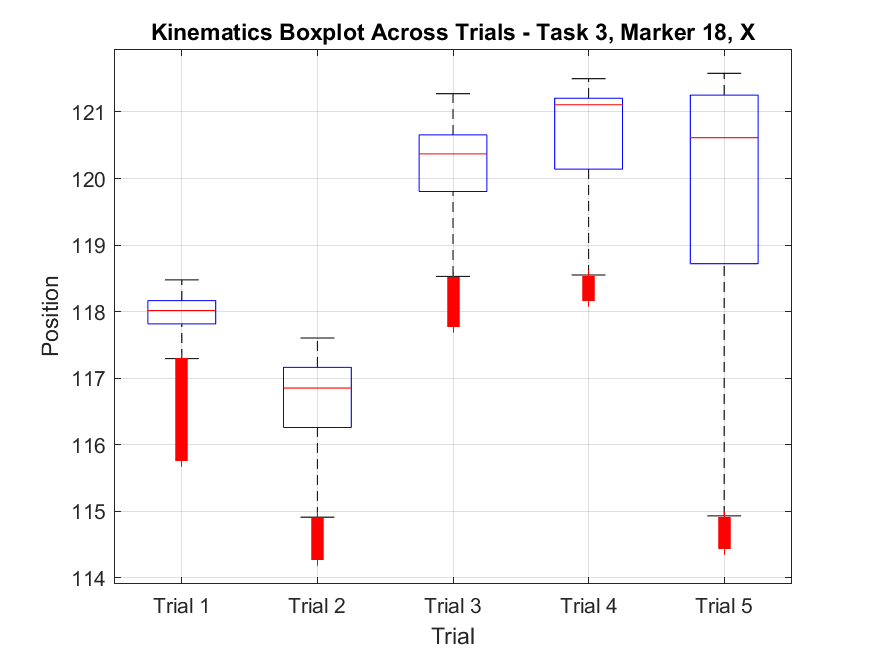 Kinematics Boxplot Across Trials - Task 3, Marker 18, X
121
120
119
118
117
116
115
114
Position
Trial 1 Trial 2 Trial 3 Trial 4 Trial 5
Trial